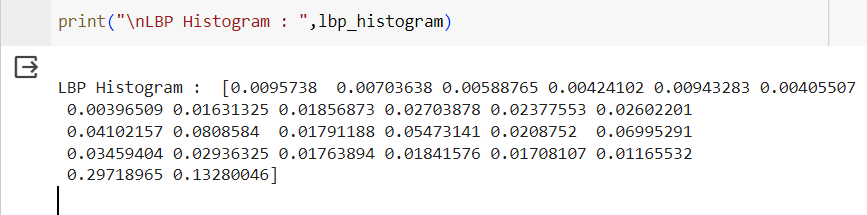 print("\nLBP Histogram : ",lbp_histogram)
LBP Histogram :  [0.0095738  0.00703638 0.00588765 0.00424102 0.00943283 0.00405507
 0.00396509 0.01631325 0.01856873 0.02703878 0.02377553 0.02602201
 0.04102157 0.0808584  0.01791188 0.05473141 0.0208752  0.06995291
 0.03459404 0.02936325 0.01763894 0.01841576 0.01708107 0.01165532
 0.29718965 0.13280046]